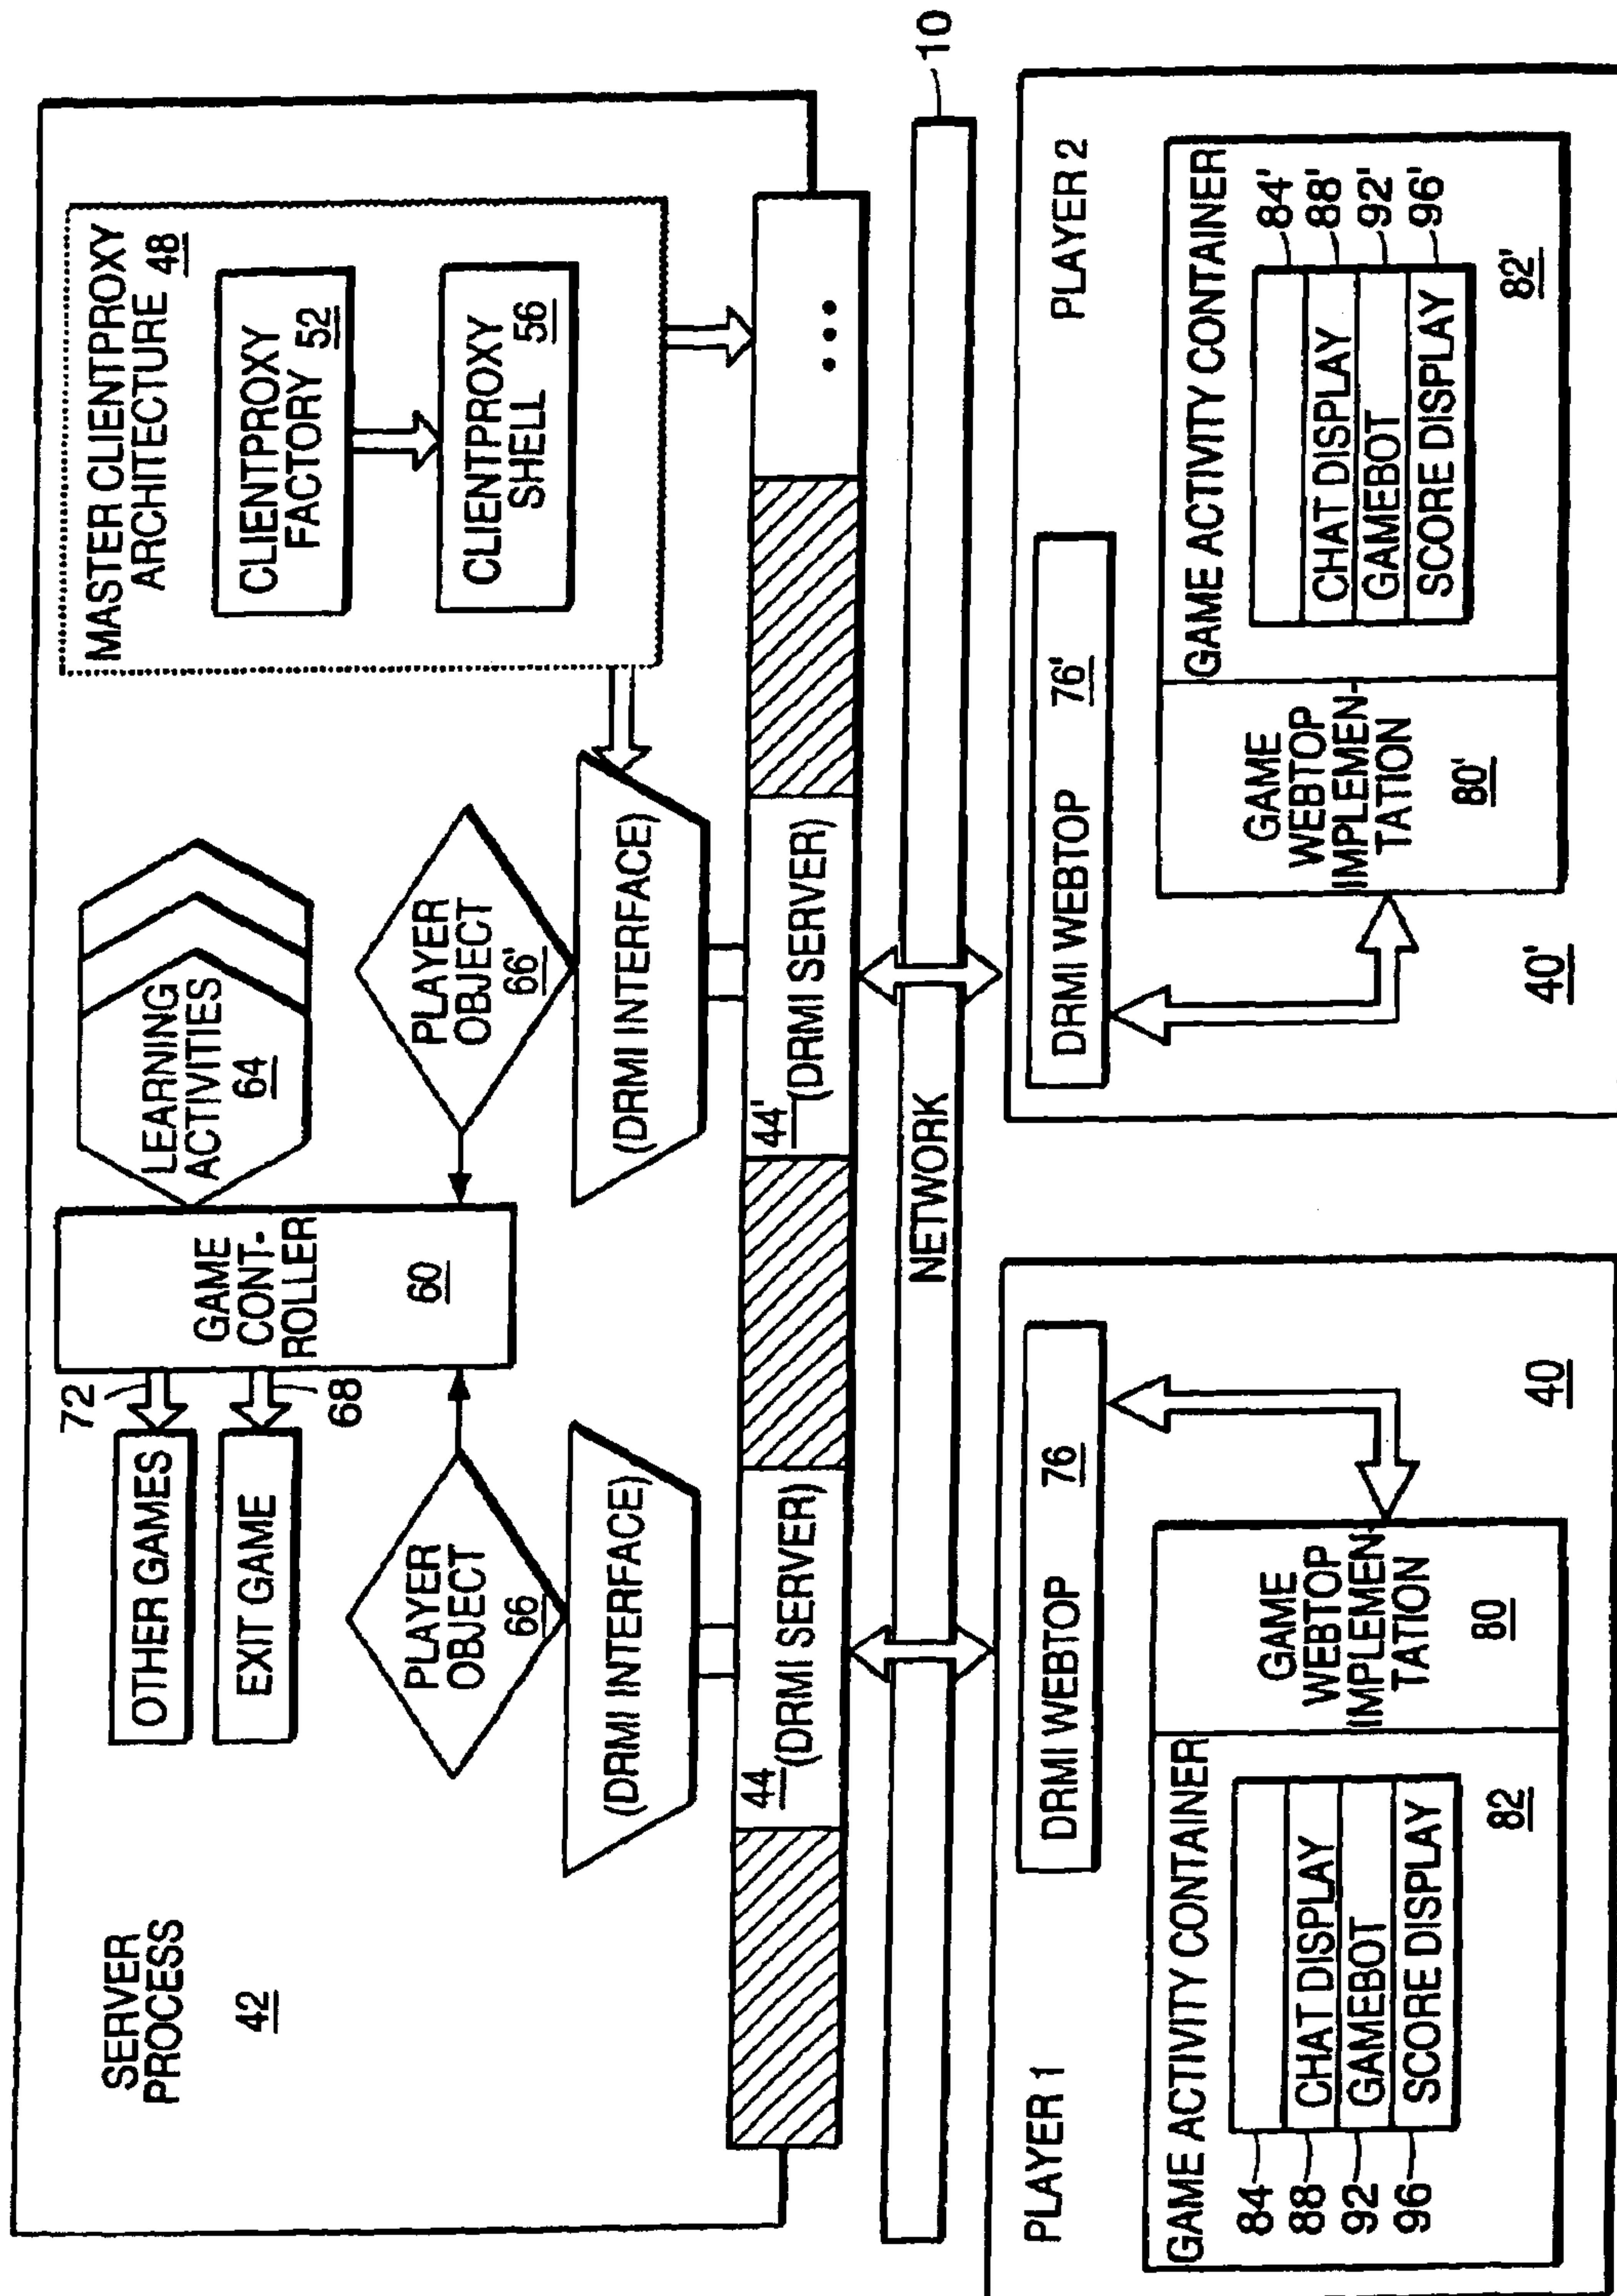 SERVER
PROCESS
42
OTHER GAMES
EXIT GAME
72
68
GAME
CONT-
ROLLER
60
LEARNING
ACTIVITIES
64
PLAYER
OBJECT
66
PLAYER
OBJECT
66'
(DRMI INTERFACE)
(DRMI INTERFACE)
MASTER CLIENTPROXY
ARCHITECTURE 48
CLIENTPROXY
FACTORY 52
CLIENTPROXY
SHELL 56
44
(DRMI SERVER)
44'
(DRMI SERVER)
...
NETWORK
10
PLAYER 1
DRMI WEBTOP 76
GAME ACTIVITY CONTAINER
84
88
CHAT DISPLAY
92
GAMEBOT
96
SCORE DISPLAY
82
GAME
WEBTOP
IMPLEMEN-
TATION
80
40
PLAYER 2
DRMI WEBTOP 76'
GAME
WEBTOP
IMPLEMEN-
TATION
80'
GAME ACTIVITY CONTAINER
84'
CHAT DISPLAY
88'
GAMEBOT
92'
SCORE DISPLAY
96'
82'
40'